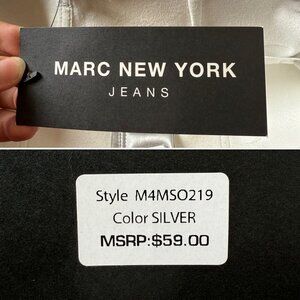 MARC NEW YORK
JEANS
Style M4MSO219
Color SILVER
MSRP:$59.00